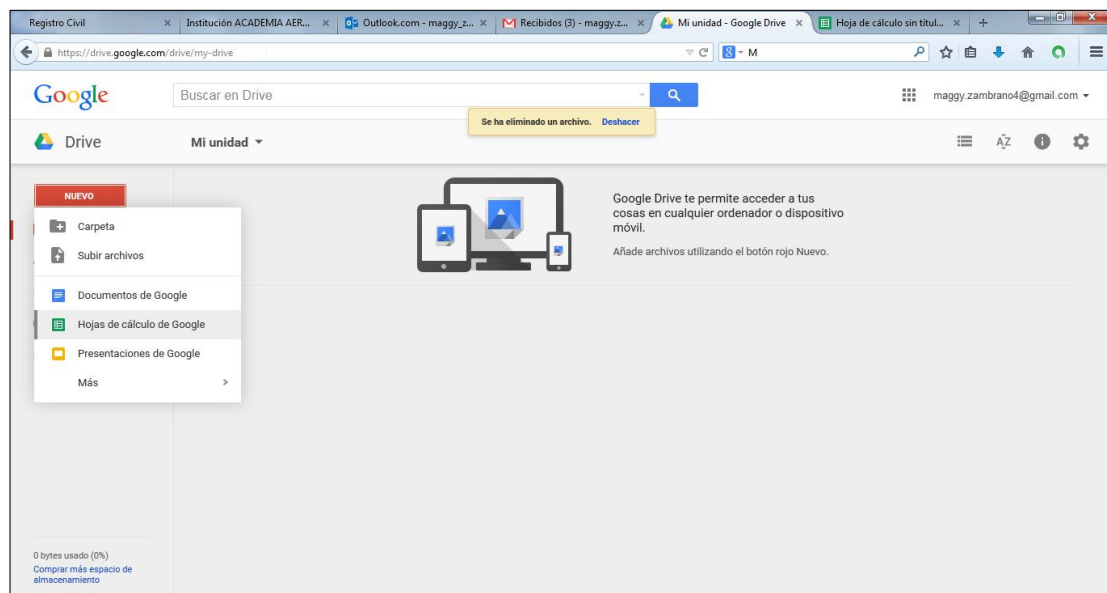 Registro Civil
Institución ACADEMIA AER...
Outlook.com - maggy_z...
Recibidos (3) - maggy.z...
Mi unidad - Google Drive
Hoja de cálculo sin títul...
https://drive.google.com/drive/my-drive
M
Google
Buscar en Drive
maggy.zambrano4@gmail.com
Se ha eliminado un archivo. Deshacer
Drive
Mi unidad
AZ
NUEVO
Carpeta
Subir archivos
Documentos de Google
Hojas de cálculo de Google
Presentaciones de Google
Más
Google Drive te permite acceder a tus
cosas en cualquier ordenador o dispositivo
móvil.
Añade archivos utilizando el botón rojo Nuevo.
0 bytes usado (0%)
Comprar más espacio de
almacenamiento